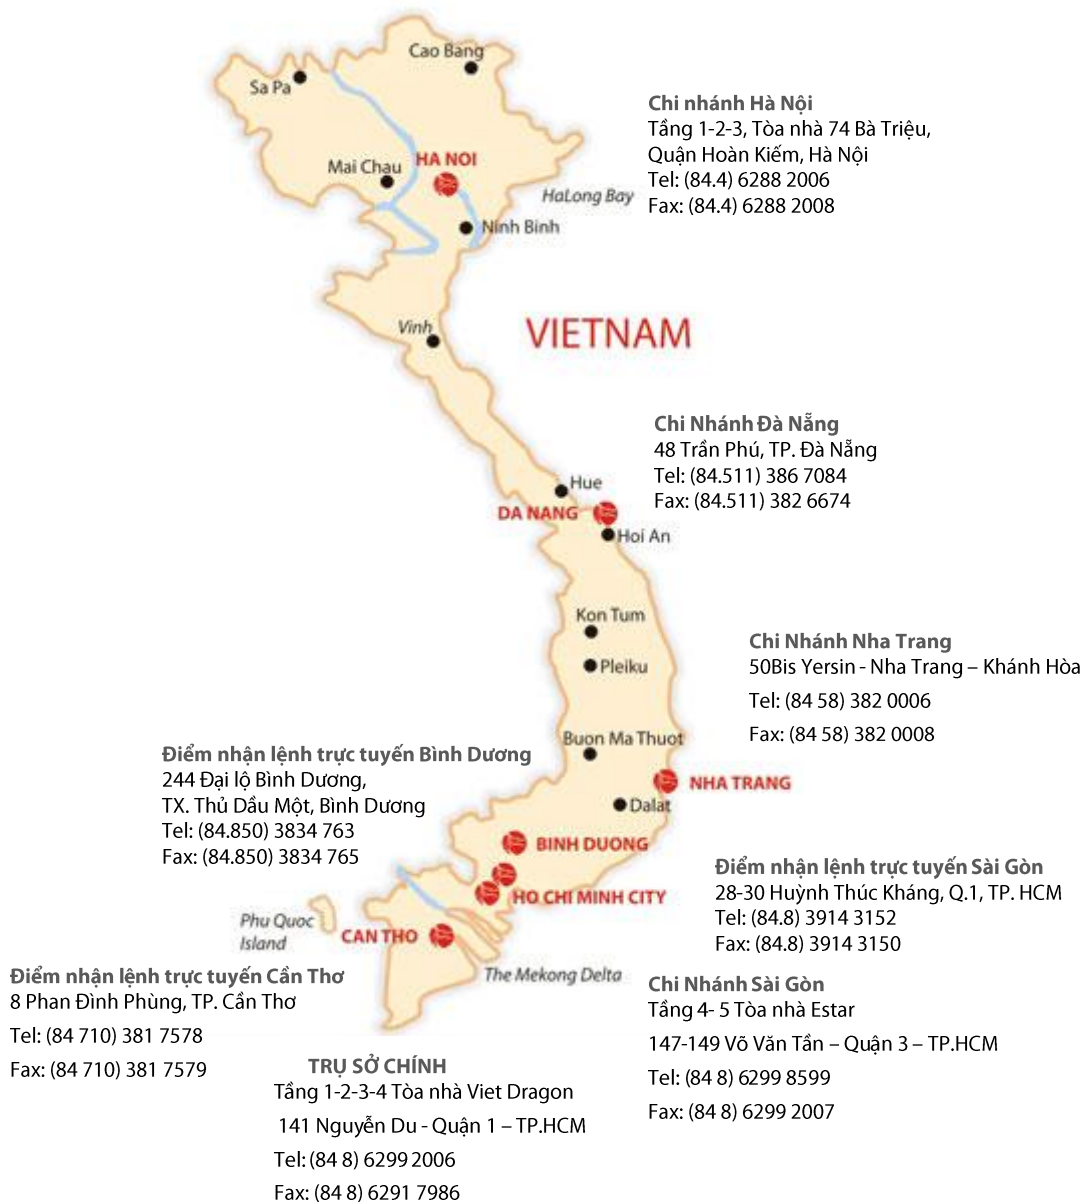 Cao Bang
Sa Pa
Chi nhánh Hà Nội
Tầng 1-2-3, Tòa nhà 74 Bà Triệu,
Quận Hoàn Kiếm, Hà Nội
Tel: (84.4) 6288 2006
Fax: (84.4) 6288 2008
HA NOI
Mai Chau
HaLong Bay
Ninh Binh
Vinh
VIETNAM
Chi Nhánh Đà Nẵng
48 Trần Phú, TP. Đà Nẵng
Tel: (84.511) 386 7084
Fax: (84.511) 382 6674
Hue
DA NANG
Hoi An
Kon Tum
Pleiku
Chi Nhánh Nha Trang
50Bis Yersin - Nha Trang – Khánh Hòa
Tel: (84 58) 382 0006
Fax: (84 58) 382 0008
Buon Ma Thuot
NHA TRANG
Dalat
Điểm nhận lệnh trực tuyến Bình Dương
244 Đại lộ Bình Dương,
TX. Thủ Dầu Một, Bình Dương
Tel: (84.850) 3834 763
Fax: (84.850) 3834 765
BINH DUONG
HO CHI MINH CITY
Điểm nhận lệnh trực tuyến Sài Gòn
28-30 Huỳnh Thúc Kháng, Q.1, TP. HCM
Tel: (84.8) 3914 3152
Fax: (84.8) 3914 3150
Phu Quoc
Island
CAN THO
The Mekong Delta
Điểm nhận lệnh trực tuyến Cần Thơ
8 Phan Đình Phùng, TP. Cần Thơ
Tel: (84 710) 381 7578
Fax: (84 710) 381 7579
Chi Nhánh Sài Gòn
Tầng 4- 5 Tòa nhà Estar
147-149 Võ Văn Tần – Quận 3 – TP.HCM
Tel: (84 8) 6299 8599
Fax: (84 8) 6299 2007
TRỤ SỞ CHÍNH
Tầng 1-2-3-4 Tòa nhà Viet Dragon
141 Nguyễn Du - Quận 1 – TP.HCM
Tel: (84 8) 6299 2006
Fax: (84 8) 6291 7986